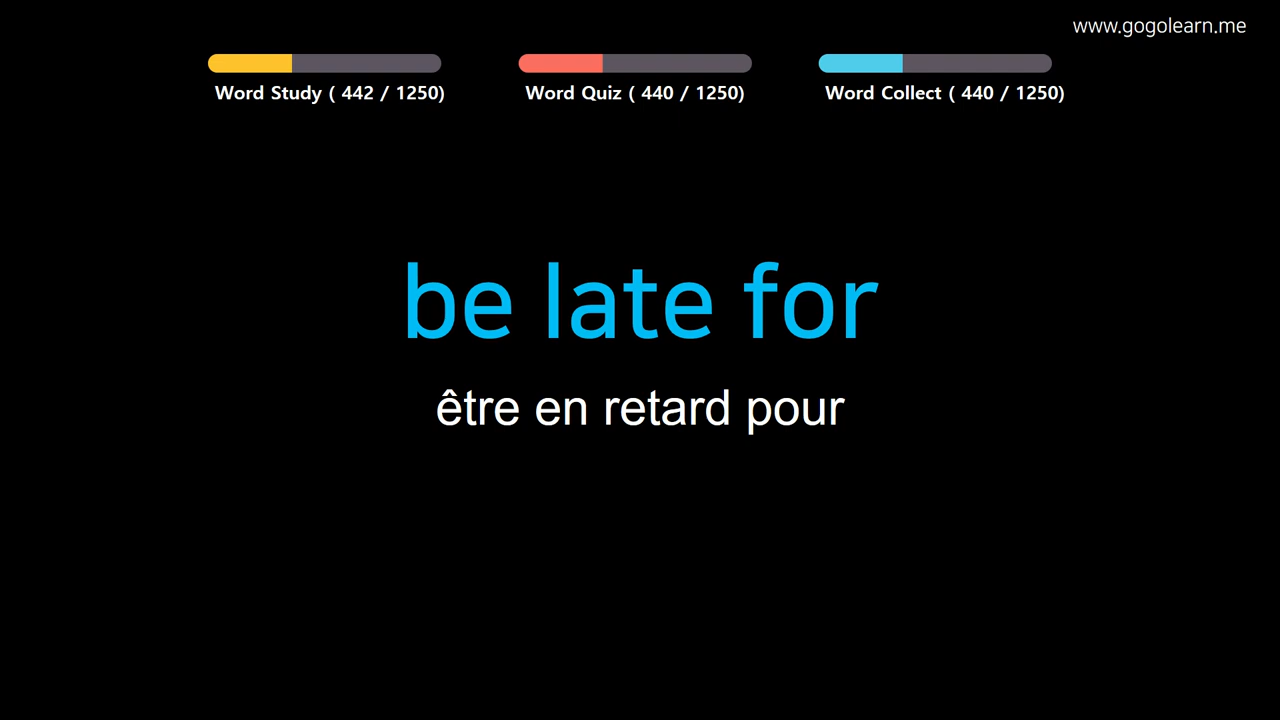 www.gogolearn.me
Word Study ( 442 / 1250)
Word Quiz ( 440 / 1250)
Word Collect ( 440 / 1250)
be late for
être en retard pour